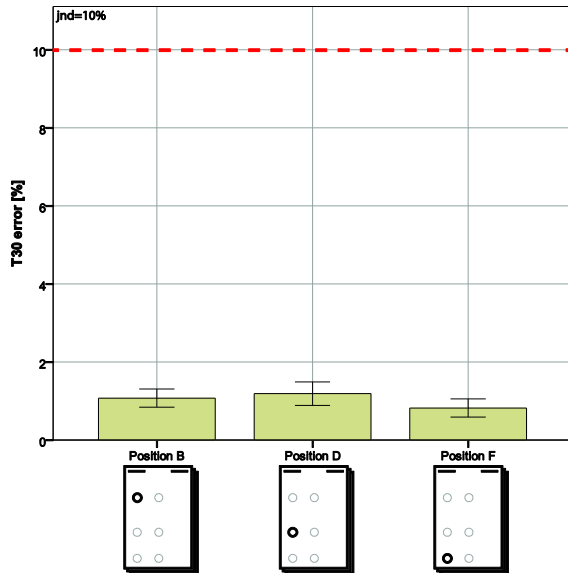 jnd=10%
10
8
6
4
2
0
T30 error [%]
Position B
Position D
Position F